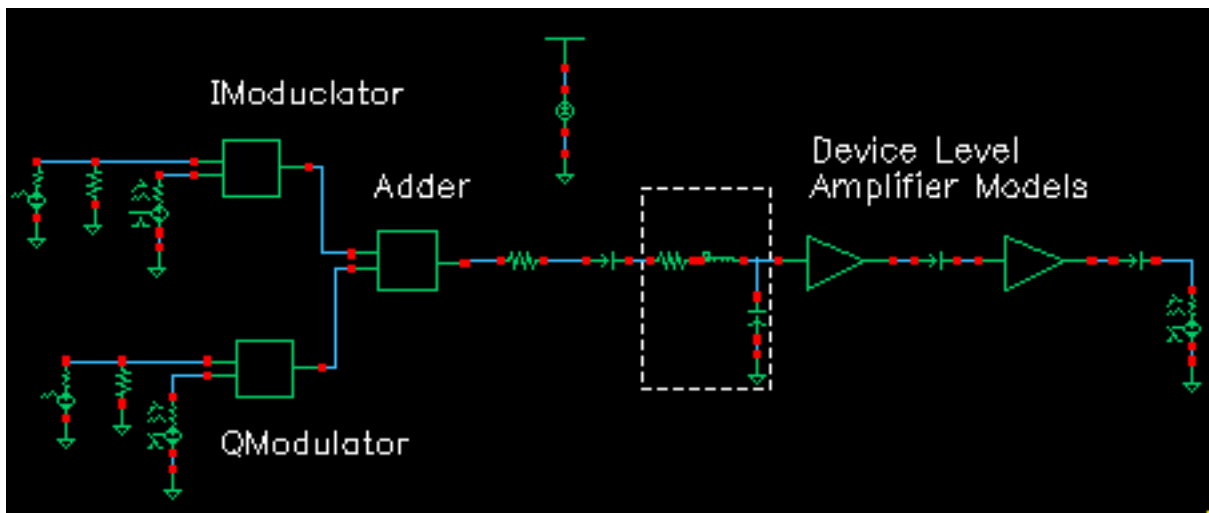 IModuclator
Adder
Device Level
Amplifier Models
QModulator